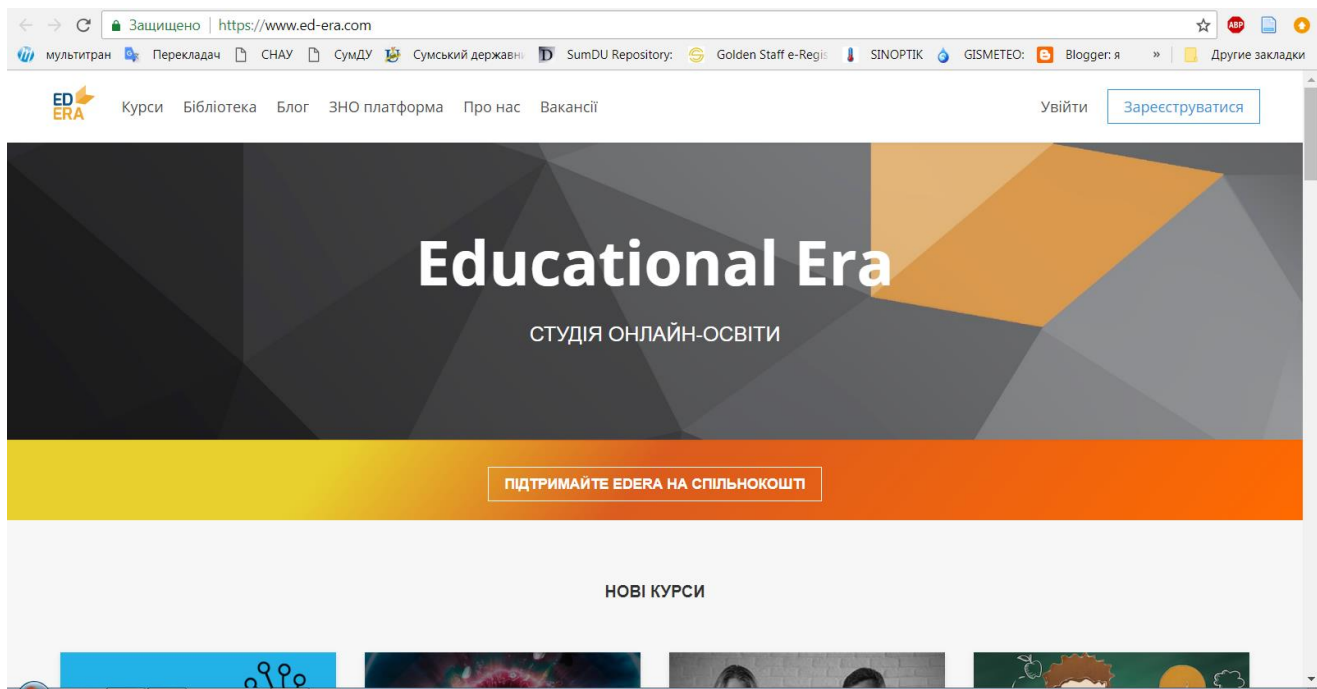 Защищено | https://www.ed-era.com
ABP
мультитран Перекладач СНАУ СумДУ Сумський державн SumDU Repository: Golden Staff e-Regis SINOPTIK GISMETEO: Blogger: я » Другие закладки
ED ERA Курси Бібліотека Блог ЗНО платформа Про нас Вакансії Увійти Зареєструватися
Educational Era
СТУДІЯ ОНЛАЙН-ОСВІТИ
ПІДТРИМАЙТЕ EDERA НА СПІЛЬНОКОШТІ
НОВІ КУРСИ